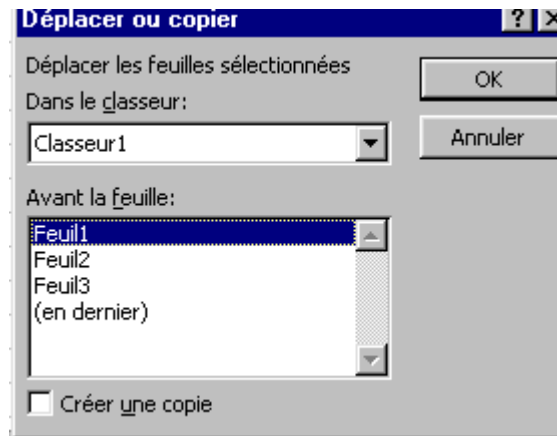 Déplacer ou copier
Déplacer les feuilles sélectionnées
OK
Dans le classeur:
Classeur1
Annuler
Avant la feuille:
Feuil1
Feuil2
Feuil3
(en dernier)
Créer une copie